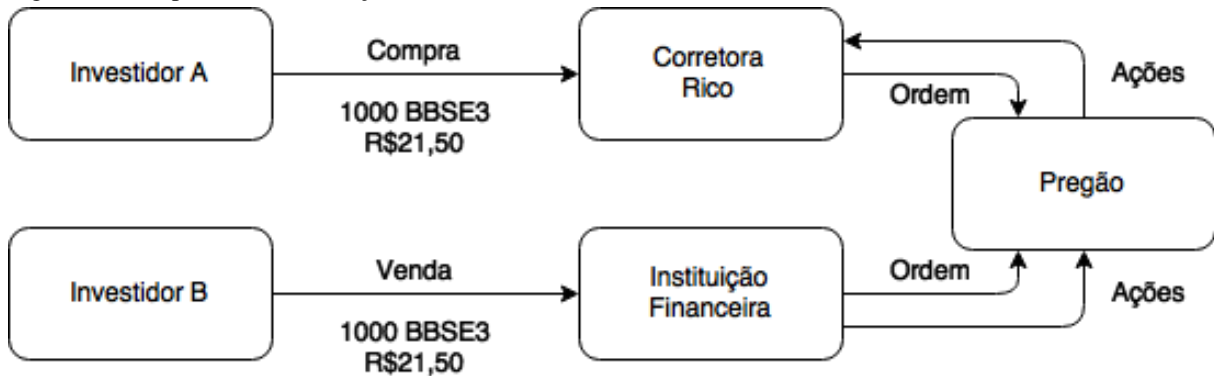 Investidor A
Compra
1000 BBSE3
R$21,50
Corretora
Rico
Ordem
Ações
Pregão
Investidor B
Venda
1000 BBSE3
R$21,50
Instituição
Financeira
Ordem
Ações